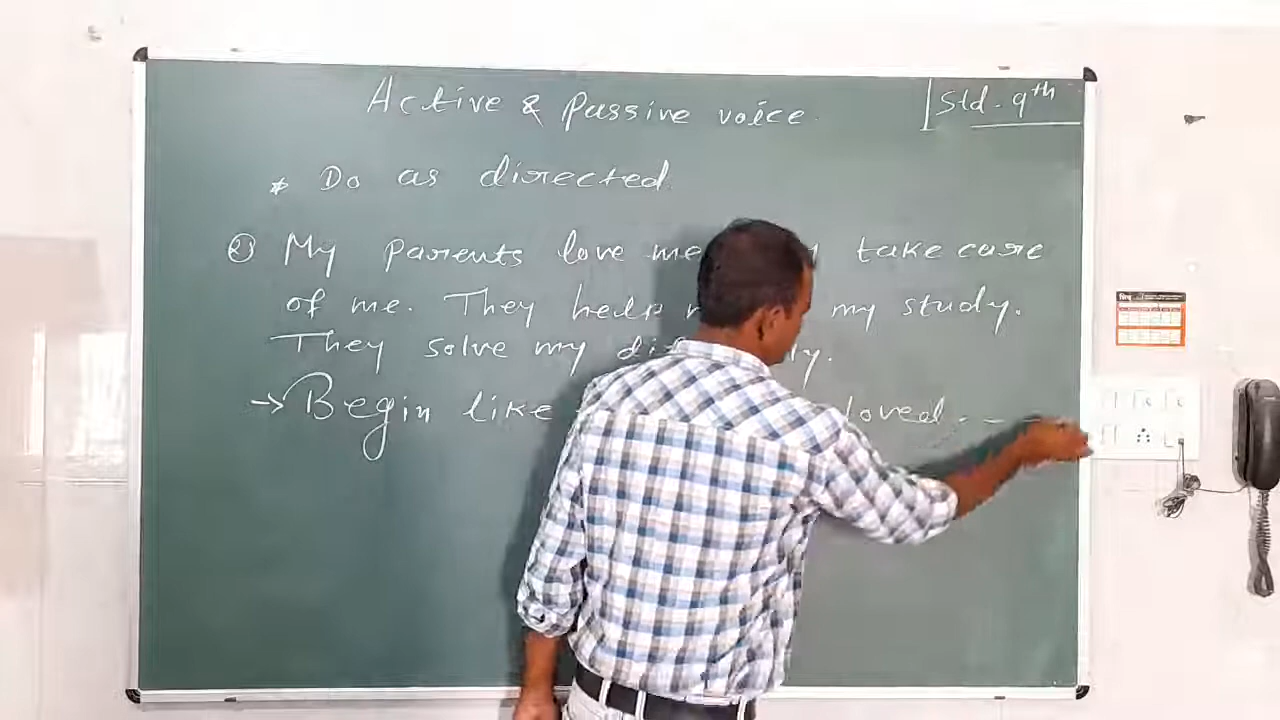 Active & Passive voice.
Std. 9th
* Do as directed.
② My parents love me take care
of me. They help my study.
They solve my
→ Begin like loved. - -